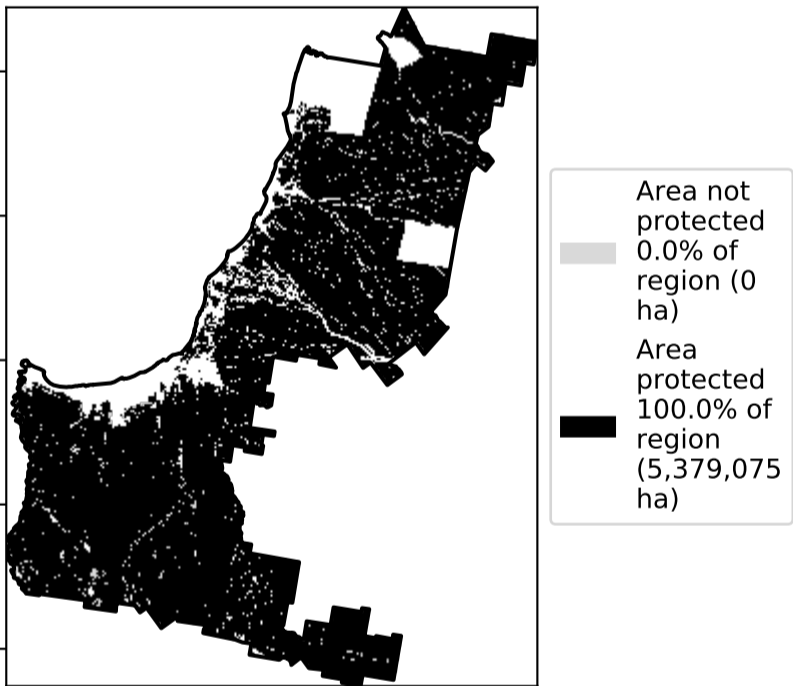 Area not
protected
0.0% of
region (0
ha)
Area
protected
100.0% of
region
(5,379,075
ha)